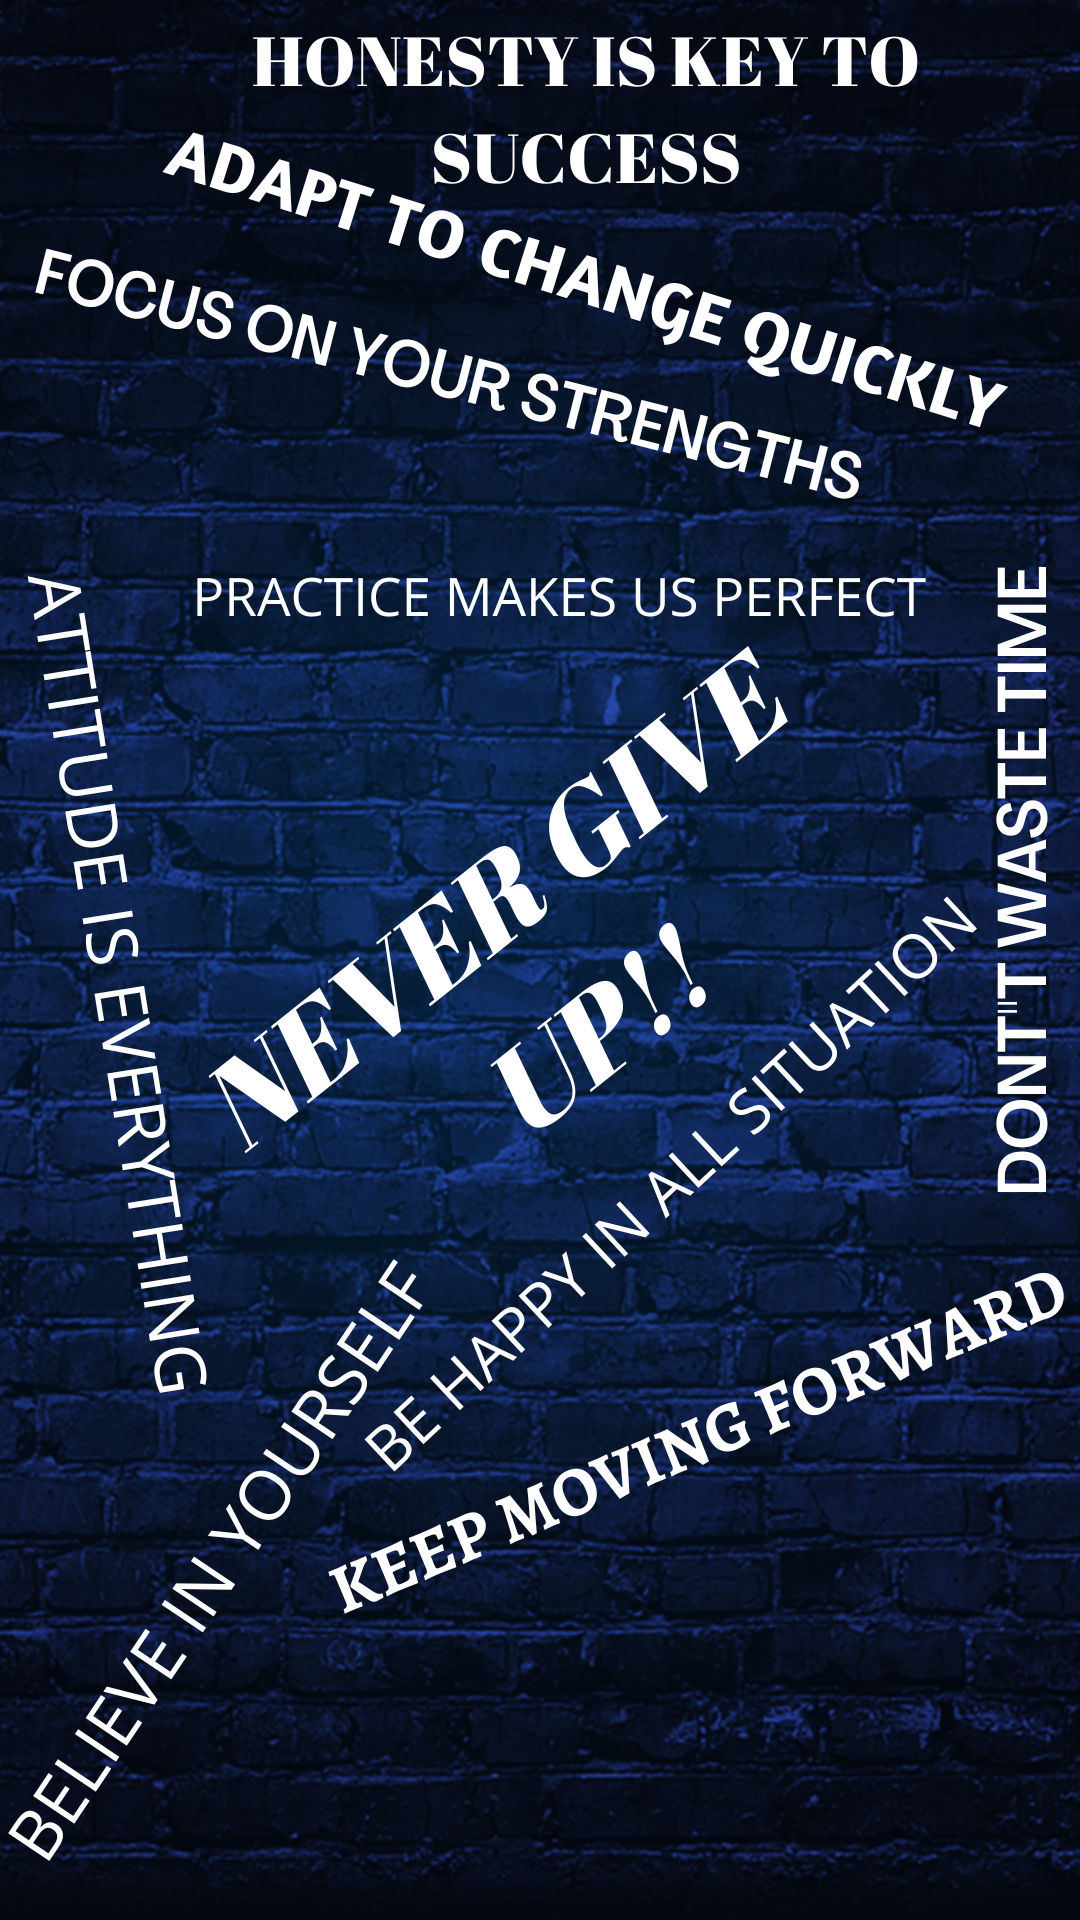 HONESTY IS KEY TO
SUCCESS
ADAPT TO CHANGE QUICKLY
FOCUS ON YOUR STRENGTHS
PRACTICE MAKES US PERFECT
ATTITUDE IS EVERYTHING
DONT"T WASTE TIME
NEVER GIVE
UP!!
BE HAPPY IN ALL SITUATION
BELIEVE IN YOURSELF
KEEP MOVING FORWARD